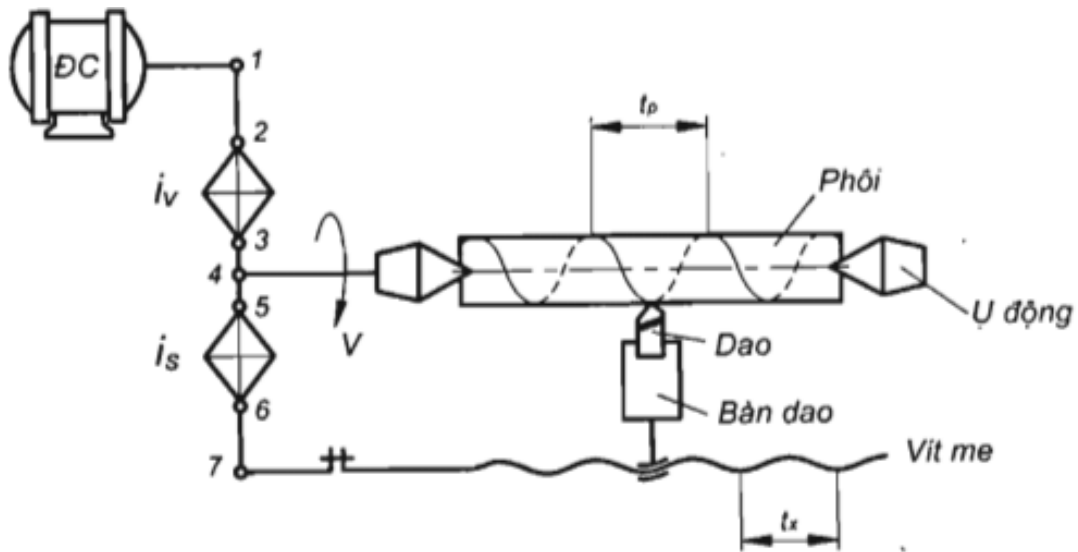 ĐC
1
2
iv
3
4
5
is
6
7
V
tp
Phôi
Ụ động
Dao
Bàn dao
Vít me
tx